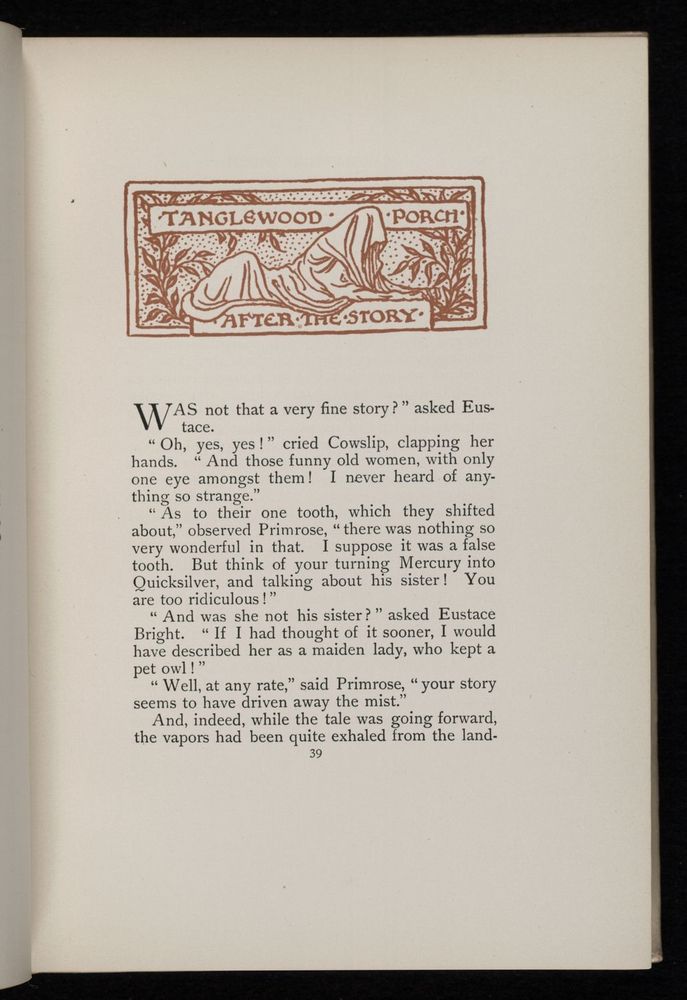 TANGLEWOOD · · PORCH ·
· AFTER · THE · STORY ·
WAS not that a very fine story?" asked Eus-
tace.
"Oh, yes, yes!" cried Cowslip, clapping her
hands. "And those funny old women, with only
one eye amongst them! I never heard of any-
thing so strange."
"As to their one tooth, which they shifted
about," observed Primrose, "there was nothing so
very wonderful in that. I suppose it was a false
tooth. But think of your turning Mercury into
Quicksilver, and talking about his sister! You
are too ridiculous!"
"And was she not his sister?" asked Eustace
Bright. "If I had thought of it sooner, I would
have described her as a maiden lady, who kept a
pet owl!"
"Well, at any rate," said Primrose, "your story
seems to have driven away the mist."
And, indeed, while the tale was going forward,
the vapors had been quite exhaled from the land-
39